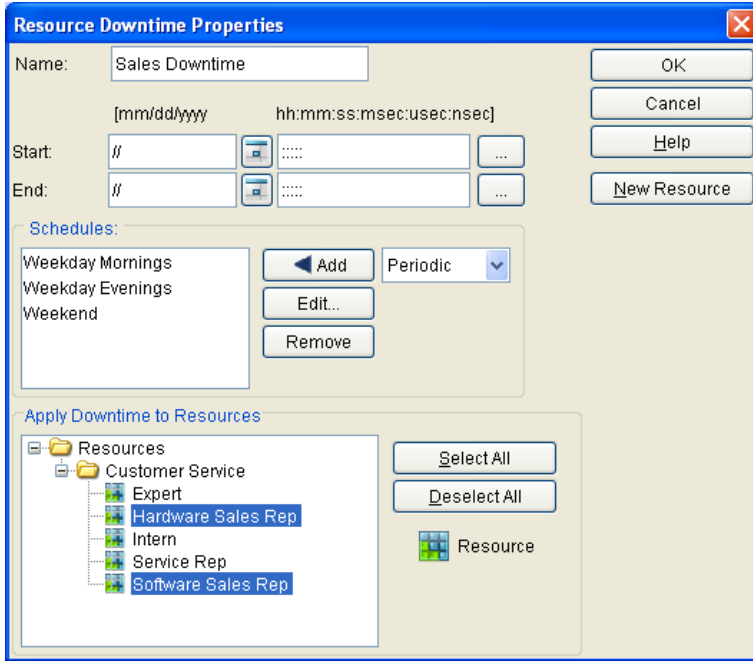 Resource Downtime Properties
Name: Sales Downtime
OK
[mm/dd/yyyy hh:mm:ss:msec:usec:nsec]
Cancel
Start: // ::::: ...
Help
End: // ::::: ...
New Resource
Schedules:
Weekday Mornings
Weekday Evenings
Weekend
Add Periodic
Edit...
Remove
Apply Downtime to Resources
Resources
Customer Service
Expert
Hardware Sales Rep
Intern
Service Rep
Software Sales Rep
Select All
Deselect All
Resource